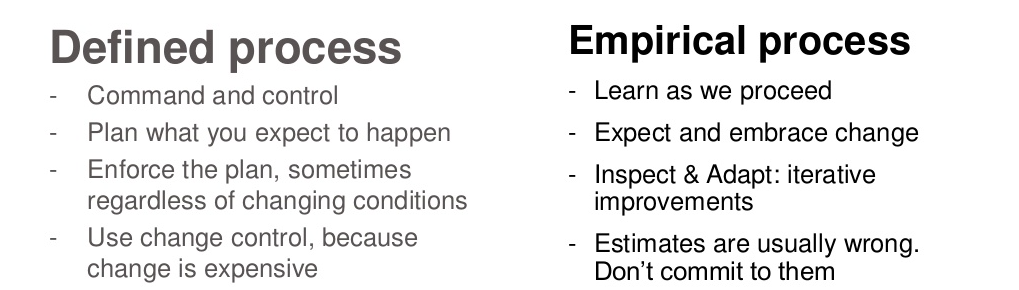 Defined process
- Command and control
- Plan what you expect to happen
- Enforce the plan, sometimes
regardless of changing conditions
- Use change control, because
change is expensive
Empirical process
- Learn as we proceed
- Expect and embrace change
- Inspect & Adapt: iterative
improvements
- Estimates are usually wrong.
Don’t commit to them